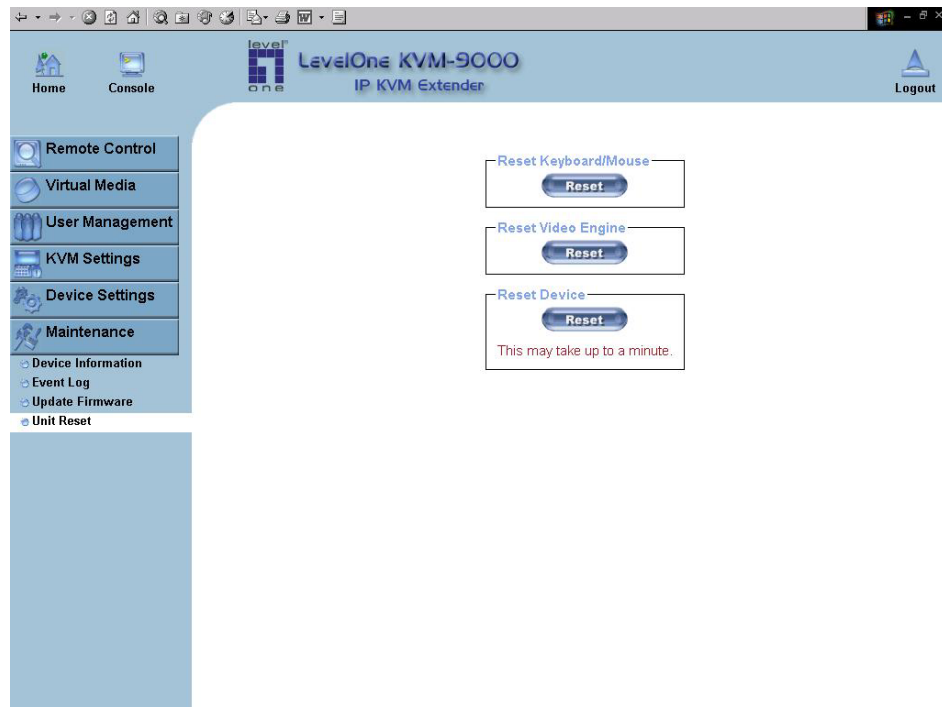 level
one
LevelOne KVM-9000
IP KVM Extender
Home
Console
Logout
Remote Control
Virtual Media
User Management
KVM Settings
Device Settings
Maintenance
Device Information
Event Log
Update Firmware
Unit Reset
Reset Keyboard/Mouse
Reset
Reset Video Engine
Reset
Reset Device
Reset
This may take up to a minute.